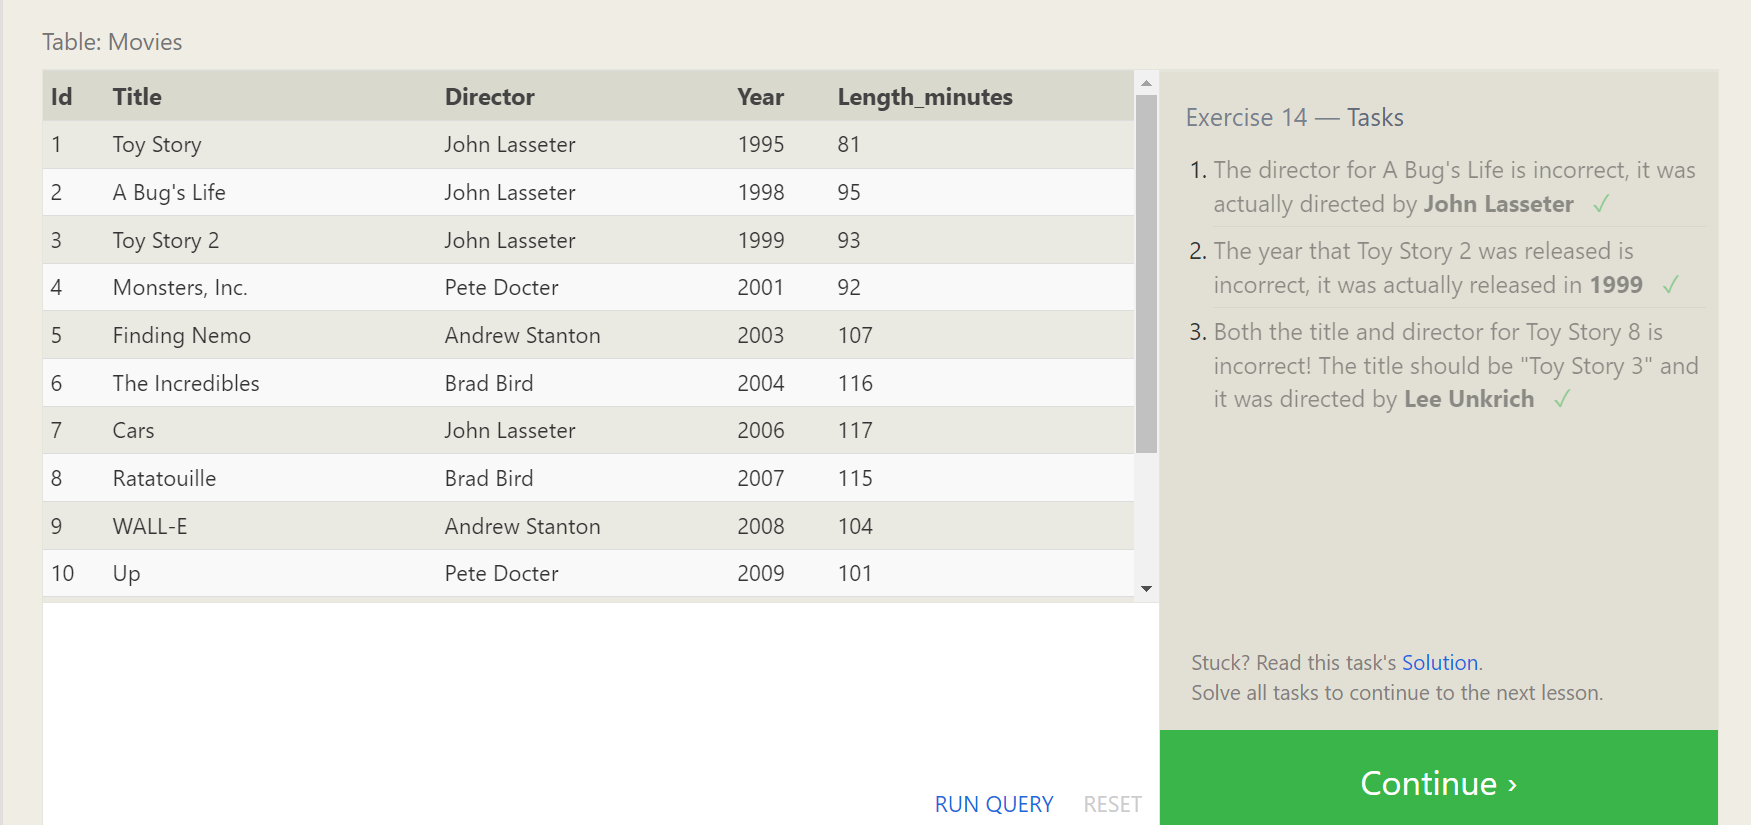 Table: Movies
Id Title Director Year Length_minutes
1 Toy Story John Lasseter 1995 81
2 A Bug's Life John Lasseter 1998 95
3 Toy Story 2 John Lasseter 1999 93
4 Monsters, Inc. Pete Docter 2001 92
5 Finding Nemo Andrew Stanton 2003 107
6 The Incredibles Brad Bird 2004 116
7 Cars John Lasseter 2006 117
8 Ratatouille Brad Bird 2007 115
9 WALL-E Andrew Stanton 2008 104
10 Up Pete Docter 2009 101
RUN QUERY RESET
Exercise 14 — Tasks
1. The director for A Bug's Life is incorrect, it was
actually directed by John Lasseter ✓
2. The year that Toy Story 2 was released is
incorrect, it was actually released in 1999 ✓
3. Both the title and director for Toy Story 8 is
incorrect! The title should be "Toy Story 3" and
it was directed by Lee Unkrich ✓
Stuck? Read this task's Solution.
Solve all tasks to continue to the next lesson.
Continue ›